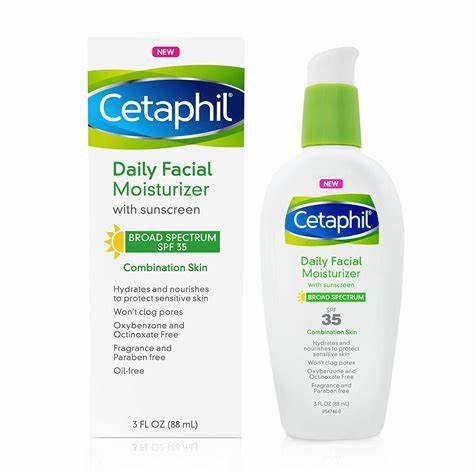 NEW
Cetaphil®
Daily Facial
Moisturizer
with sunscreen
BROAD SPECTRUM
SPF 35
Combination Skin
Hydrates and nourishes
to protect sensitive skin
Won't clog pores
Oxybenzone and
Octinoxate Free
Fragrance and
Paraben free
Oil-free
3 FL OZ (88 mL)
NEW
Cetaphil®
Daily Facial
Moisturizer
with sunscreen
BROAD SPECTRUM
SPF
35
Combination Skin
Hydrates and
nourishes to protect
sensitive skin
Won't clog pores
Oxybenzone and
Octinoxate Free
Fragrance and
Paraben free
3 FL OZ (88 mL)